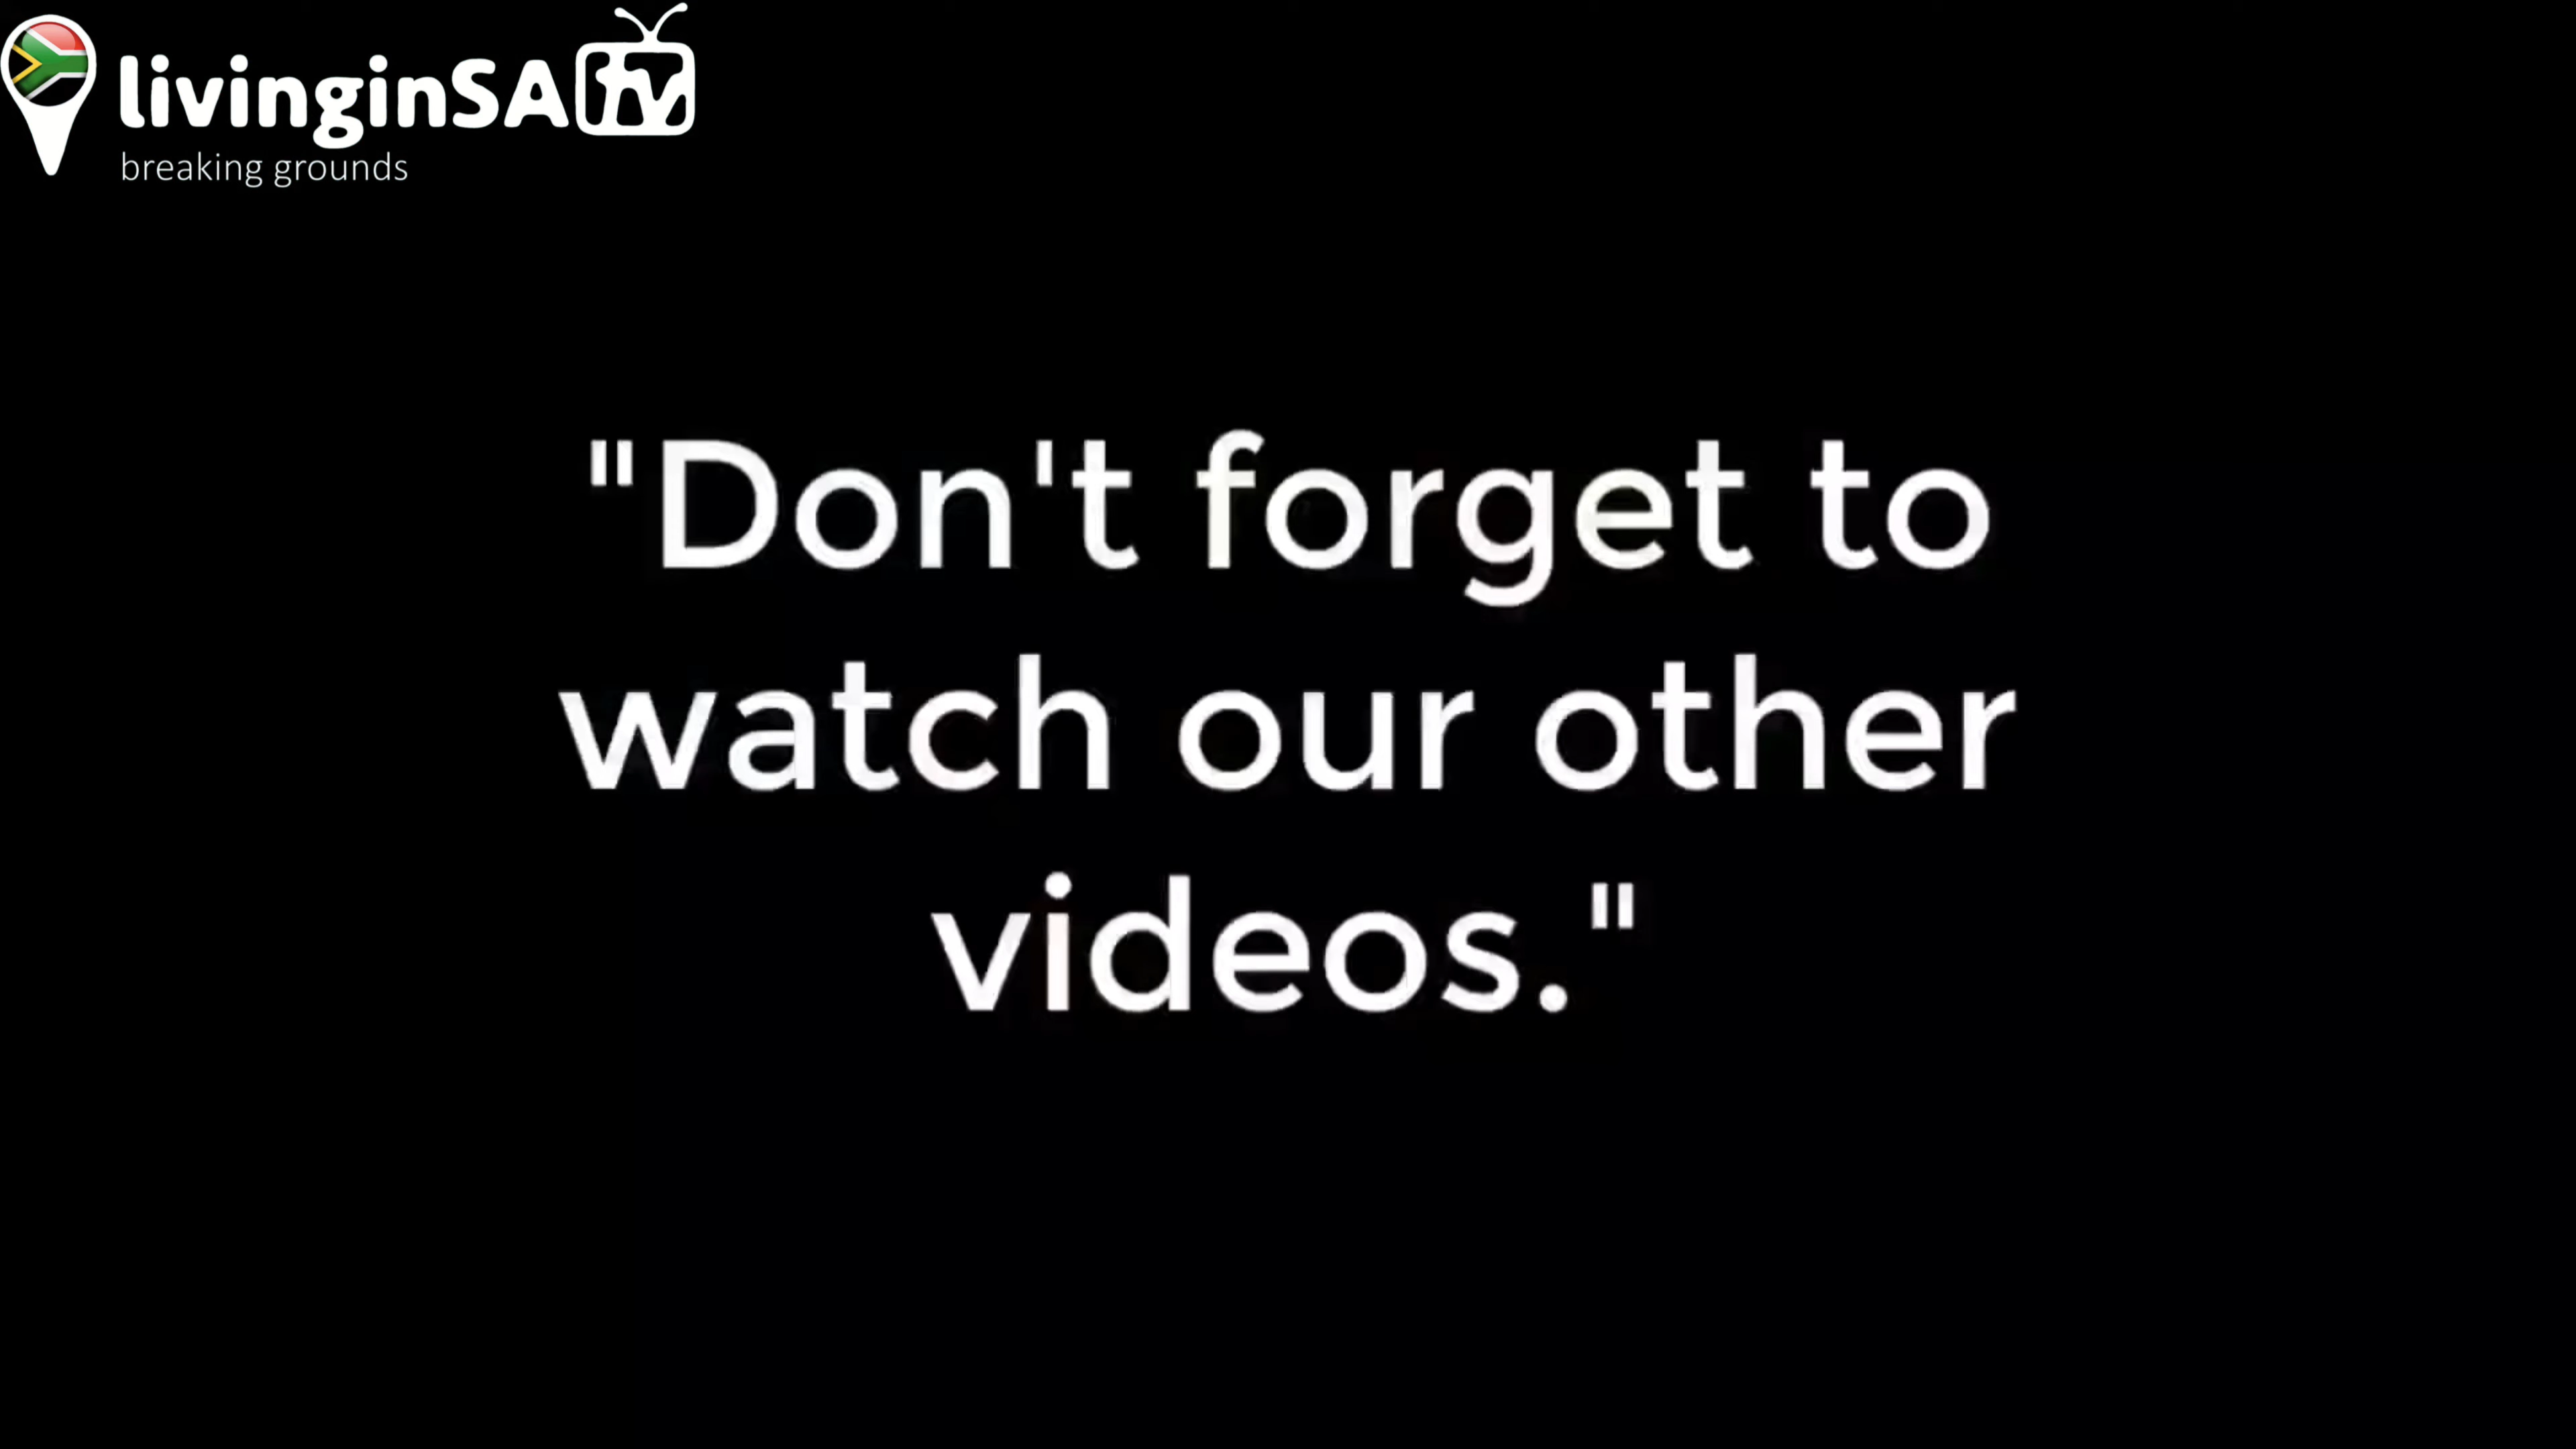 livinginSA tv
breaking grounds
"Don't forget to
watch our other
videos."